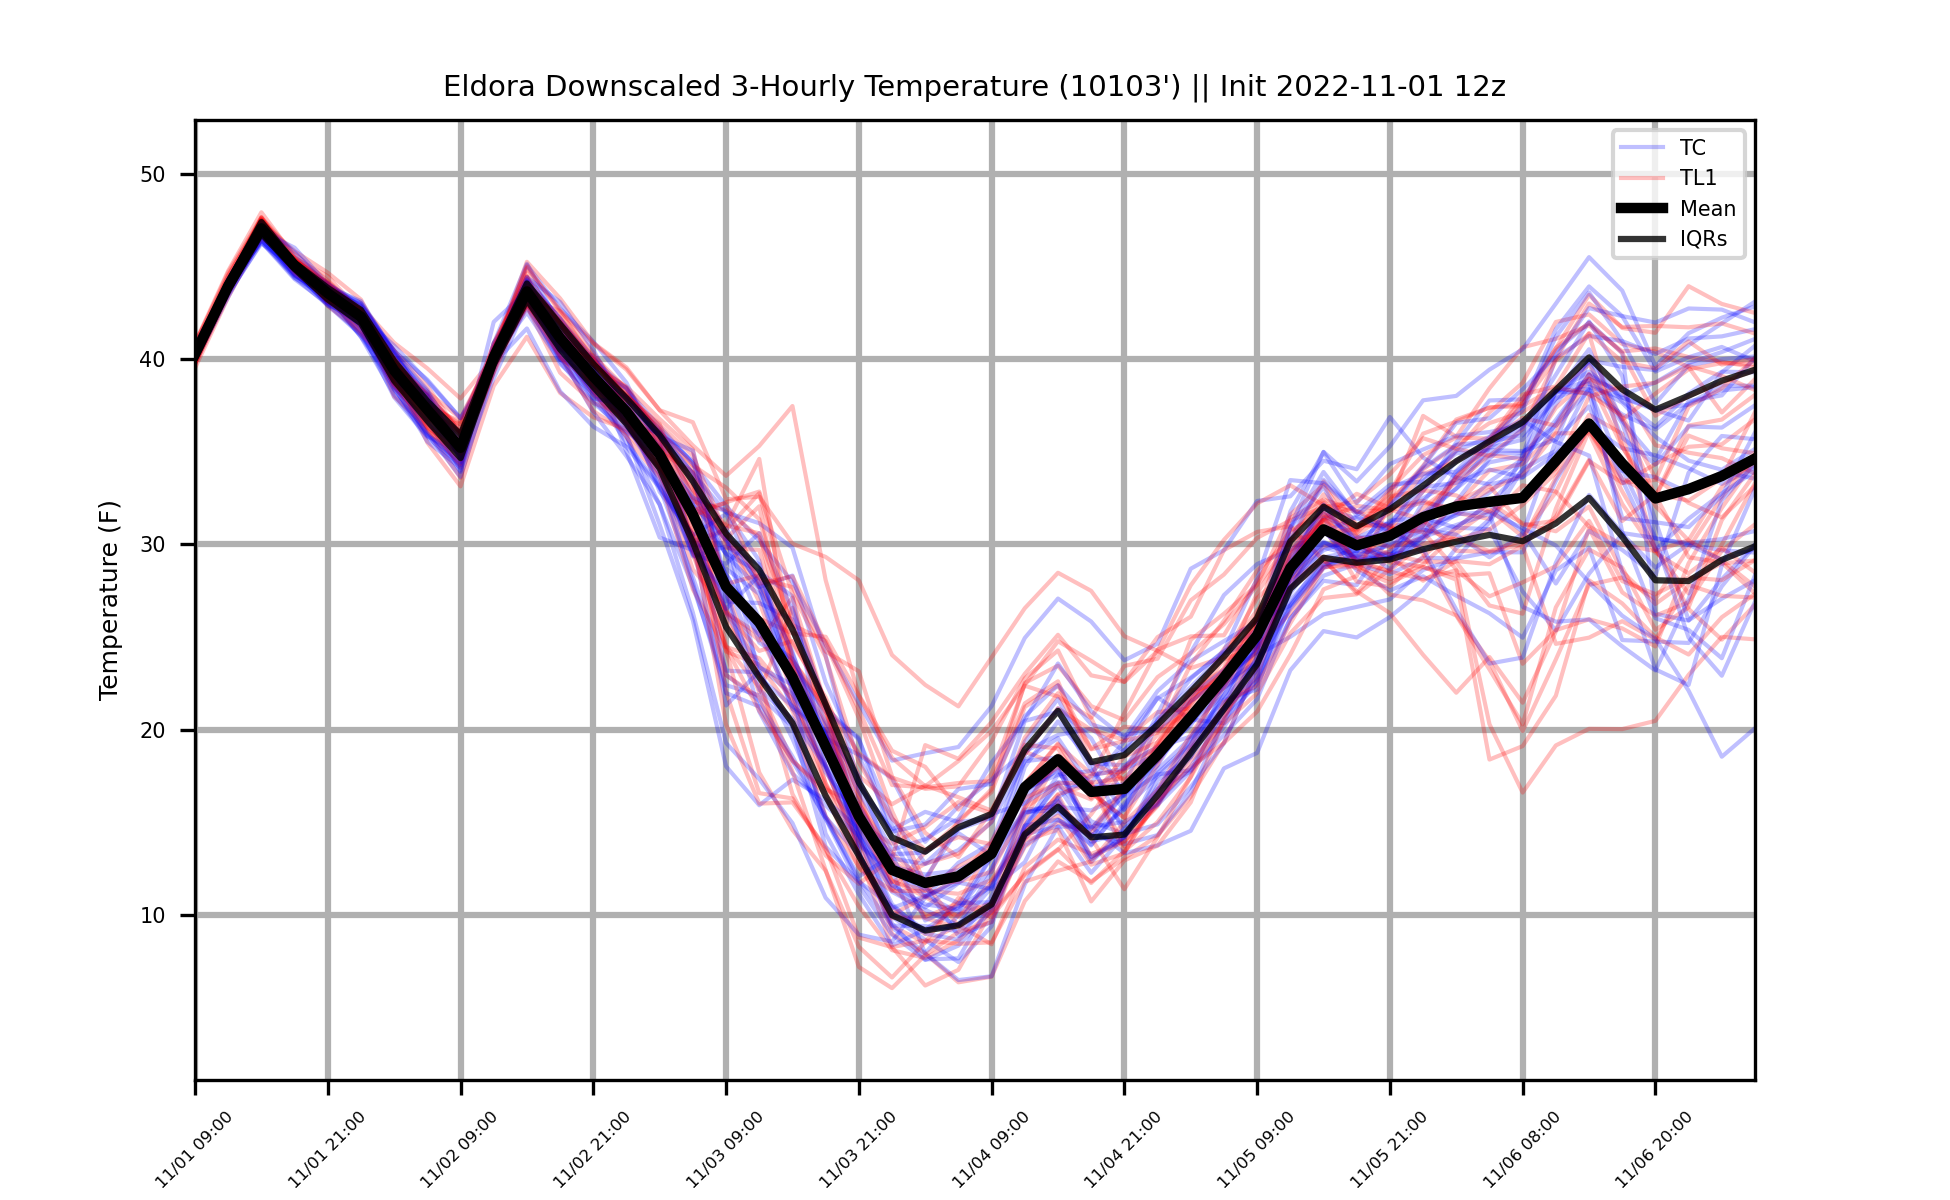 Eldora Downscaled 3-Hourly Temperature (10103') || Init 2022-11-01 12z
TC
TL1
Mean
IQRs
Temperature (F)
50
40
30
20
10
11/01 09:00
11/01 21:00
11/02 09:00
11/02 21:00
11/03 09:00
11/03 21:00
11/04 09:00
11/04 21:00
11/05 09:00
11/05 21:00
11/06 08:00
11/06 20:00